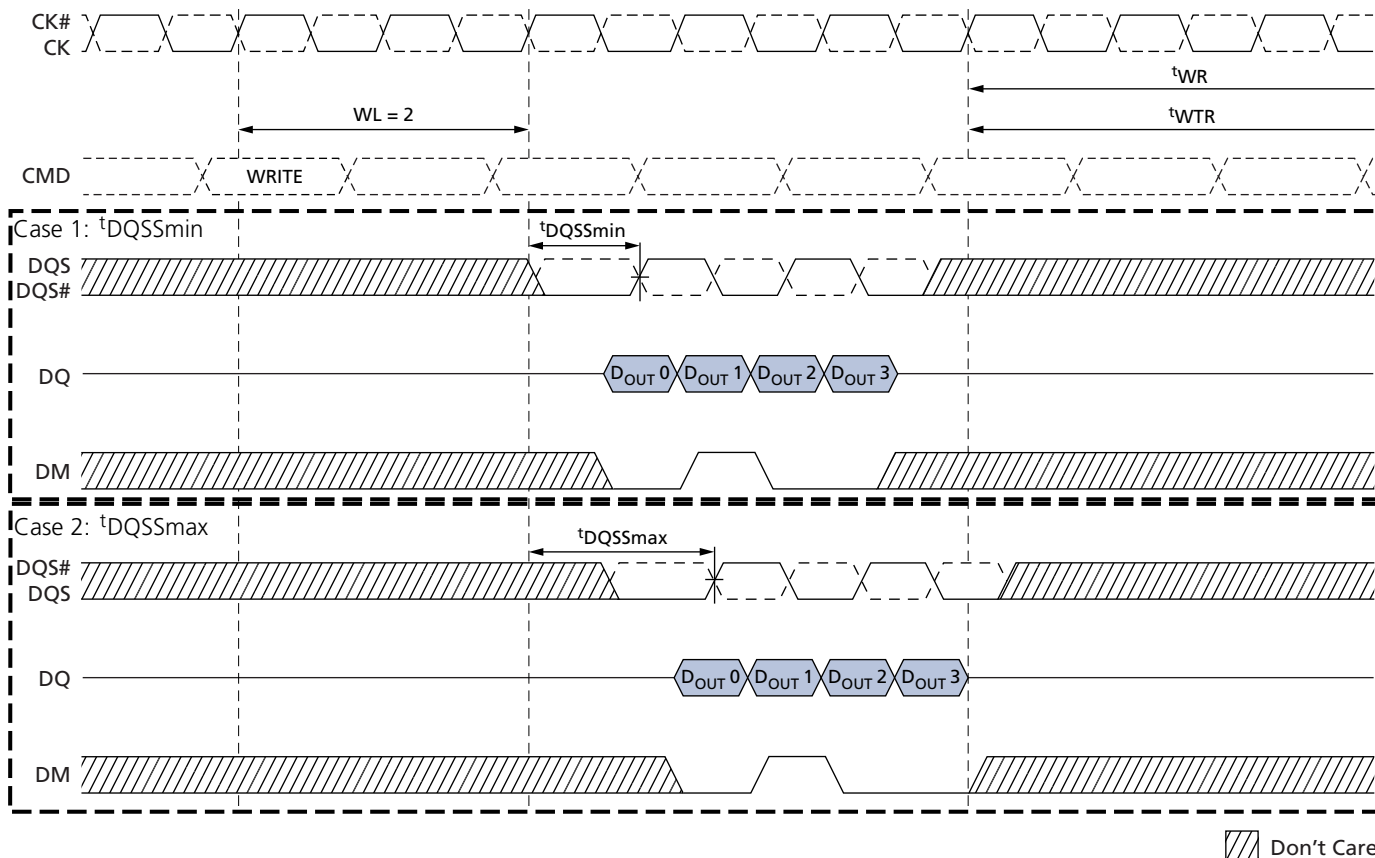 CK#
CK
tWR
WL = 2
tWTR
CMD WRITE
Case 1: tDQSSmin
tDQSSmin
DQS
DQS#
DQ DOUT 0 DOUT 1 DOUT 2 DOUT 3
DM
Case 2: tDQSSmax
tDQSSmax
DQS#
DQS
DQ DOUT 0 DOUT 1 DOUT 2 DOUT 3
DM
Don't Care